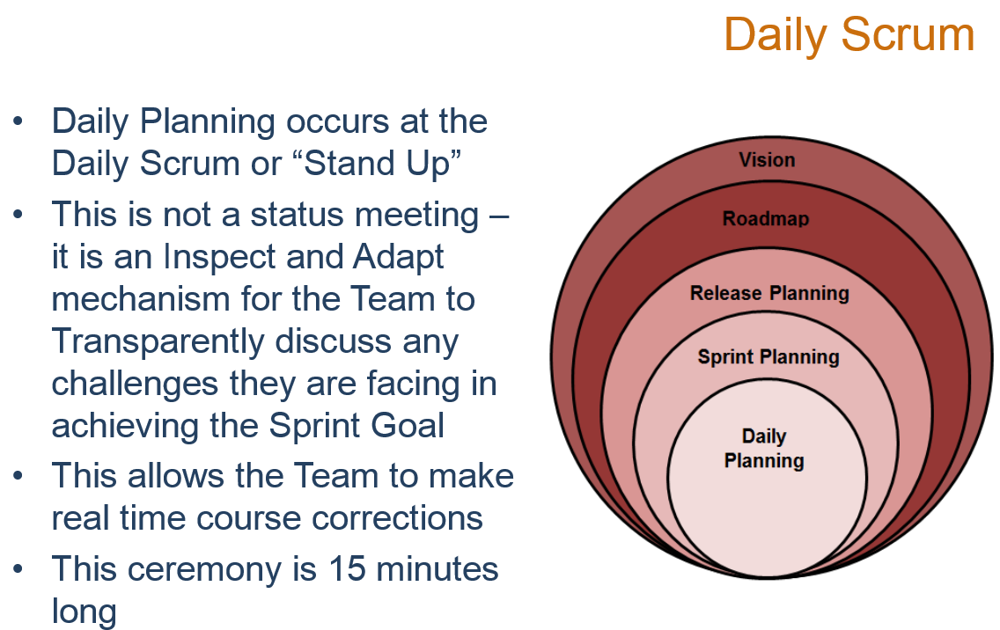 Daily Scrum
• Daily Planning occurs at the
Daily Scrum or “Stand Up”
• This is not a status meeting –
it is an Inspect and Adapt
mechanism for the Team to
Transparently discuss any
challenges they are facing in
achieving the Sprint Goal
• This allows the Team to make
real time course corrections
• This ceremony is 15 minutes
long
Vision
Roadmap
Release Planning
Sprint Planning
Daily
Planning